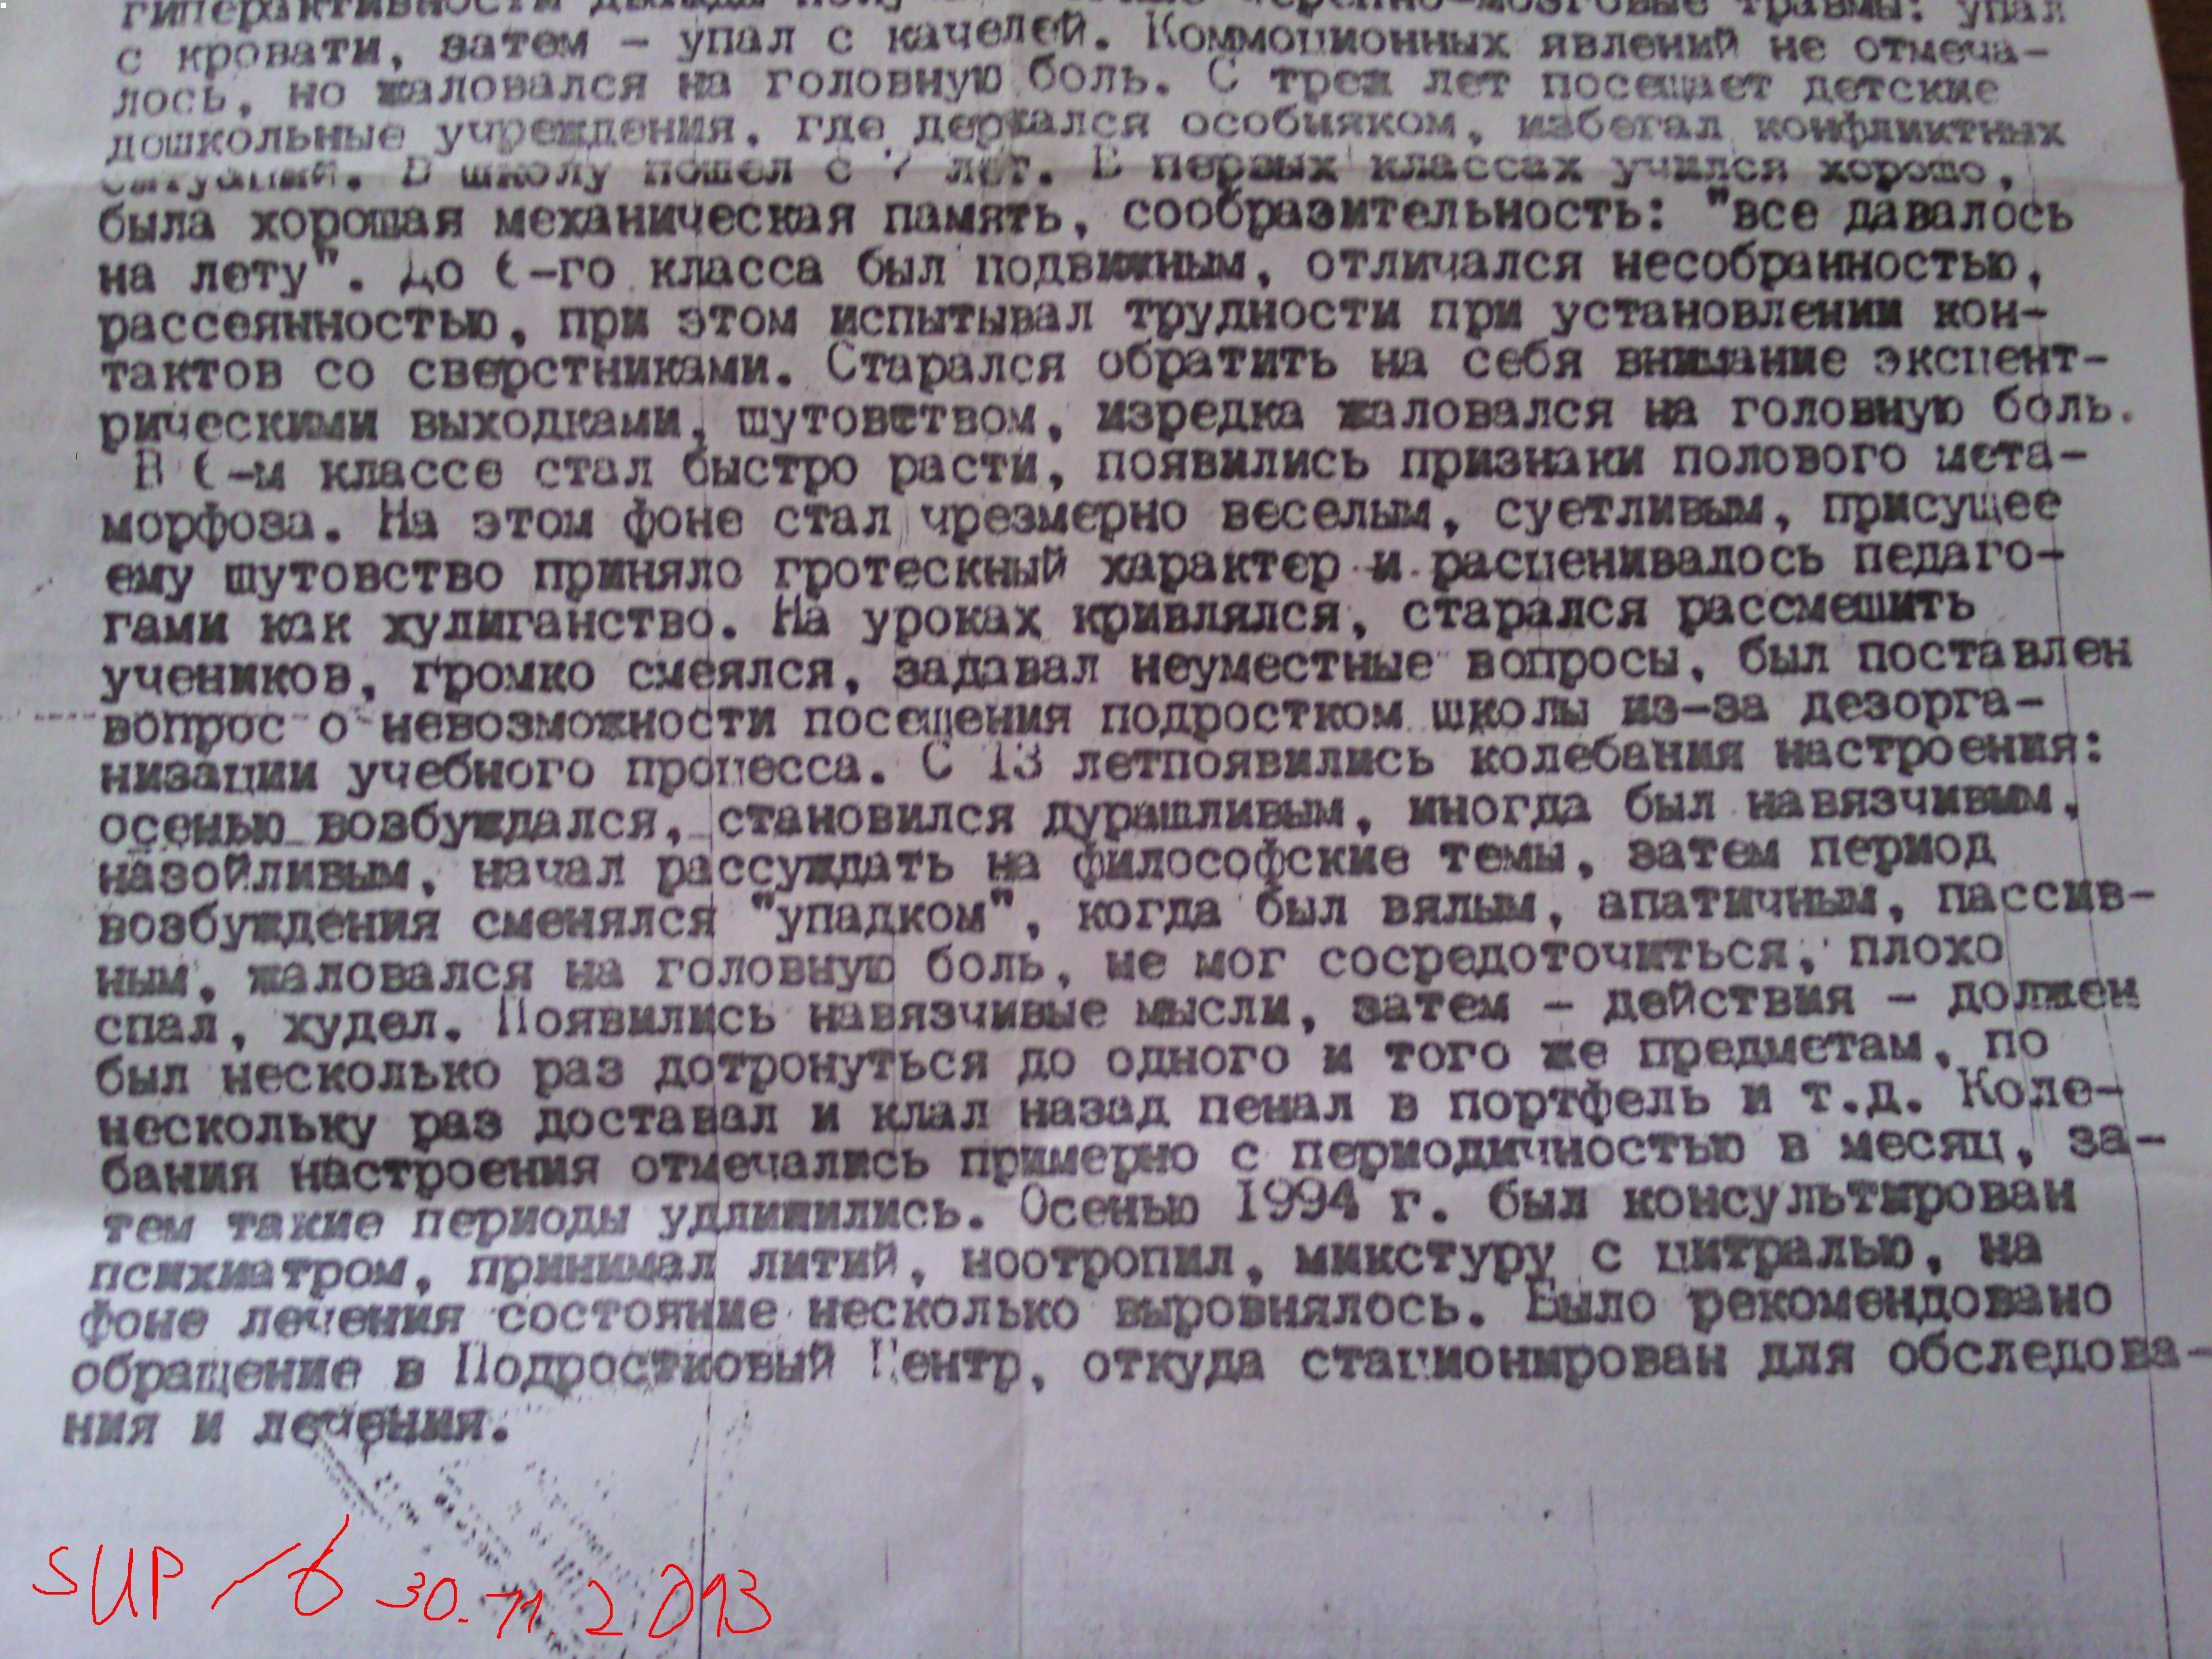 гиперактивности дважды черепно-мозговые травмы: упал
с кровати, затем - упал с качелей. Коммоционных явлений не отмеча-
лось, но жаловался на головную боль. С трех лет посещает детские
дошкольные учреждения, где держался особняком, избегал конфликтных
ситуаций. В школу пошел с 7 лет. В первых классах учился хорошо,
была хорошая механическая память, сообразительность: "все давалось
на лету". До 6-го класса был подвижным, отличался несобранностью,
рассеянностью, при этом испытывал трудности при установлении кон-
тактов со сверстниками. Старался обратить на себя внимание эксцент-
рическими выходками, шутовством, изредка жаловался на головную боль.
В 6-м классе стал быстро расти, появились признаки полового мета-
морфоза. На этом фоне стал чрезмерно веселым, суетливым, присущее
ему шутовство приняло гротескный характер и расценивалось педаго-
гами как хулиганство. На уроках кривлялся, старался рассмешить
учеников, громко смеялся, задавал неуместные вопросы, был поставлен
вопрос о невозможности посещения подростком школы из-за дезорга-
низации учебного процесса. С 13 летпоявились колебания настроения:
осенью возбуждался, становился дурашливым, иногда был навязчивым,
назойливым, начал рассуждать на философские темы, затем период
возбуждения сменялся "упадком", когда был вялым, апатичным, пассив-
ным, жаловался на головную боль, не мог сосредоточиться, плохо
спал, худел. Появились навязчивые мысли, затем - действия - должен
был несколько раз дотронуться до одного и того же предметам, по
нескольку раз доставал и клал назад пенал в портфель и т.д. Коле-
бания настроения отмечались примерно с периодичностью в месяц, за-
тем такие периоды удлинились. Осенью 1994 г. был консультирован
психиатром, принимал литий, ноотропил, микстуру с цитралью, на
фоне лечения состояние несколько выровнялось. Было рекомендовано
обращение в Подростковый Центр, откуда стационирован для обследова-
ния и лечения.
SUP -6 30.11.2013